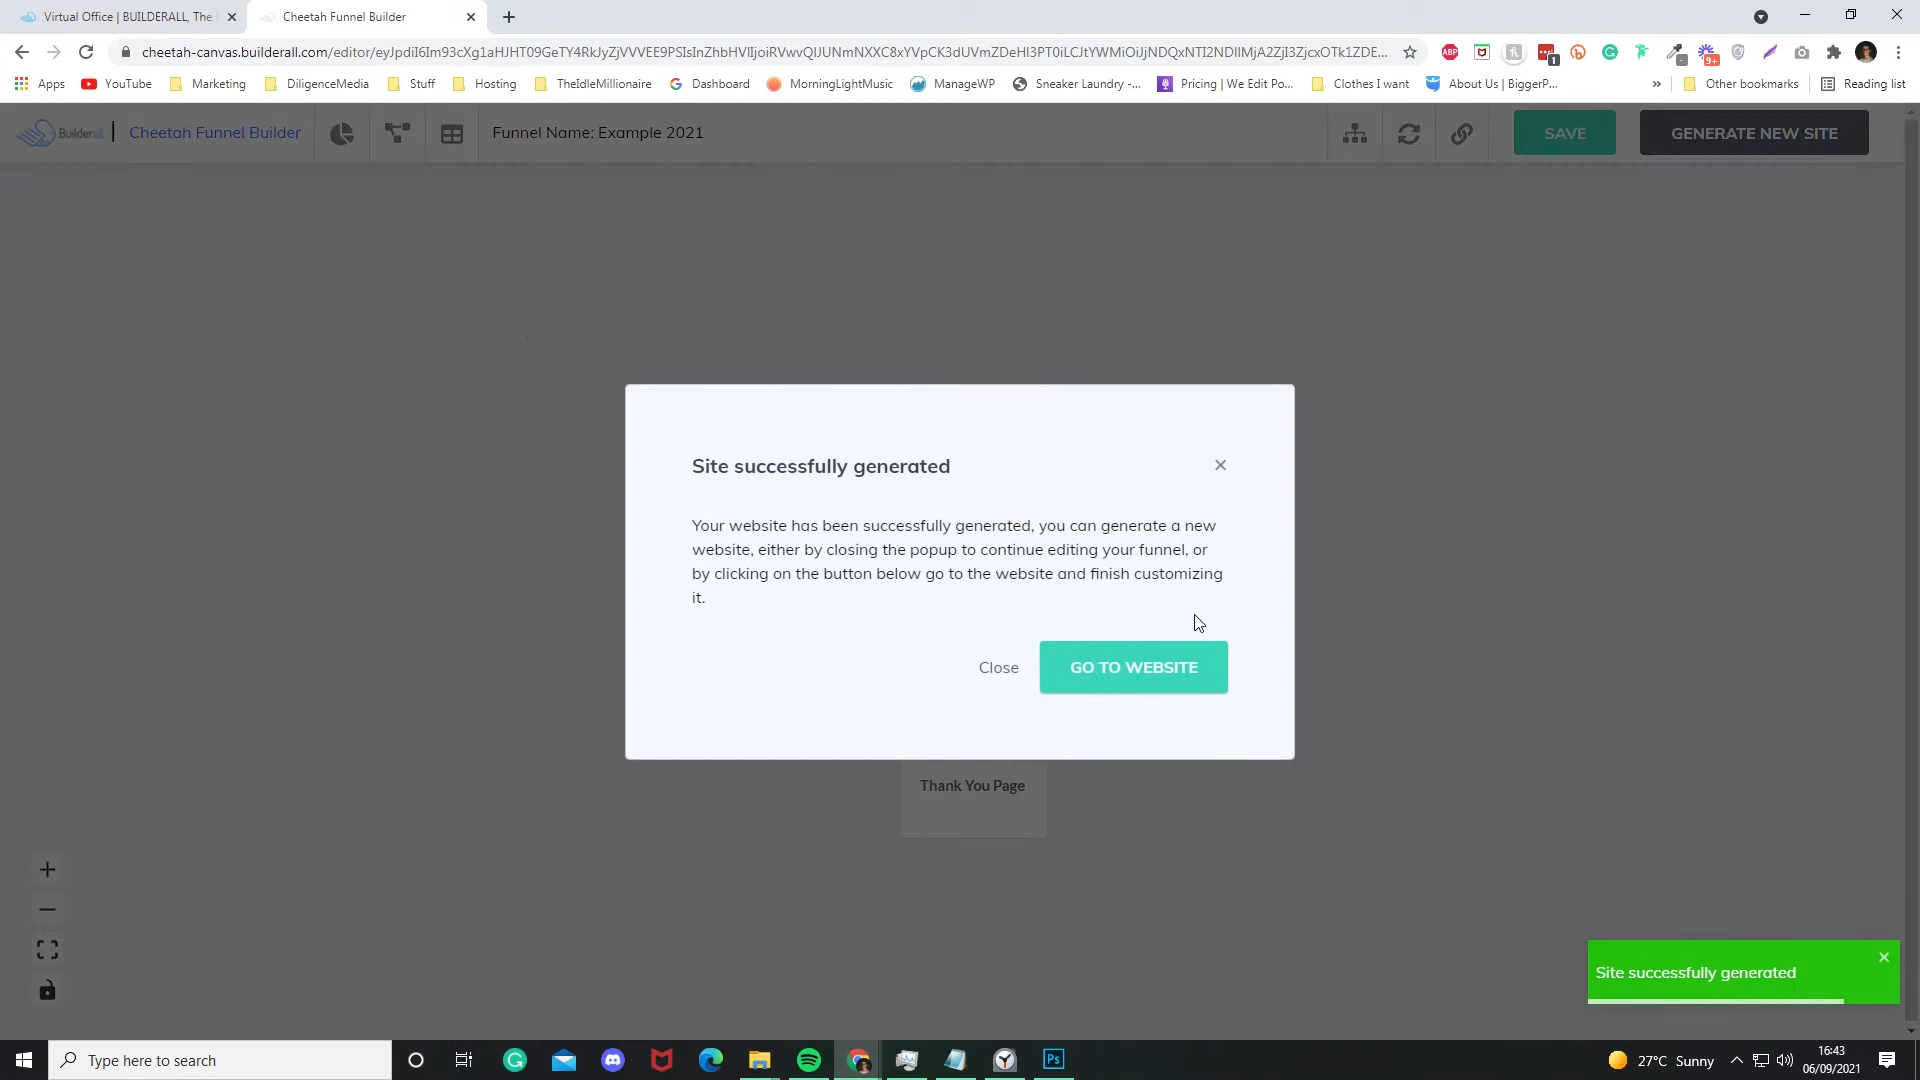 Virtual Office | BUILDERALL, The
Cheetah Funnel Builder
cheetah-canvas.builderall.com/editor/
Apps
YouTube
Marketing
DiligenceMedia
Stuff
Hosting
TheIdleMillionaire
Dashboard
MorningLightMusic
ManageWP
Sneaker Laundry -...
Pricing | We Edit Po...
Clothes I want
About Us | BiggerP...
Other bookmarks
Reading list
Builderall
Cheetah Funnel Builder
Funnel Name: Example 2021
SAVE
GENERATE NEW SITE
Site successfully generated
Your website has been successfully generated, you can generate a new
website, either by closing the popup to continue editing your funnel, or
by clicking on the button below go to the website and finish customizing
it.
Close
GO TO WEBSITE
Thank You Page
Site successfully generated
Type here to search
27°C Sunny
16:43
06/09/2021